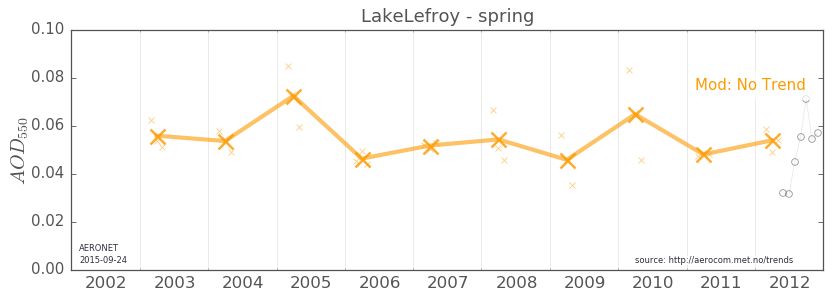 LakeLefroy - spring
0.10
0.08
0.06
0.04
0.02
0.00
AOD550
Mod: No Trend
AERONET
2015-09-24
source: http://aerocom.met.no/trends
2002 2003 2004 2005 2006 2007 2008 2009 2010 2011 2012